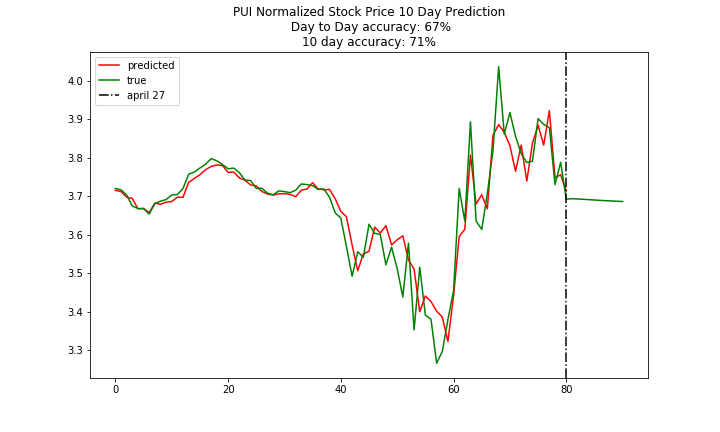 PUI Normalized Stock Price 10 Day Prediction
Day to Day accuracy: 67%
10 day accuracy: 71%
predicted
true
april 27
4.0
3.9
3.8
3.7
3.6
3.5
3.4
3.3
0 20 40 60 80